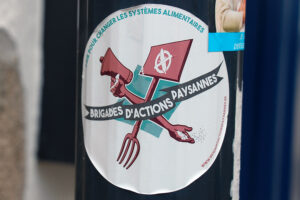 POUR CHANGER LES SYSTÈMES ALIMENTAIRES
BRIGADES D'ACTIONS PAYSANNES